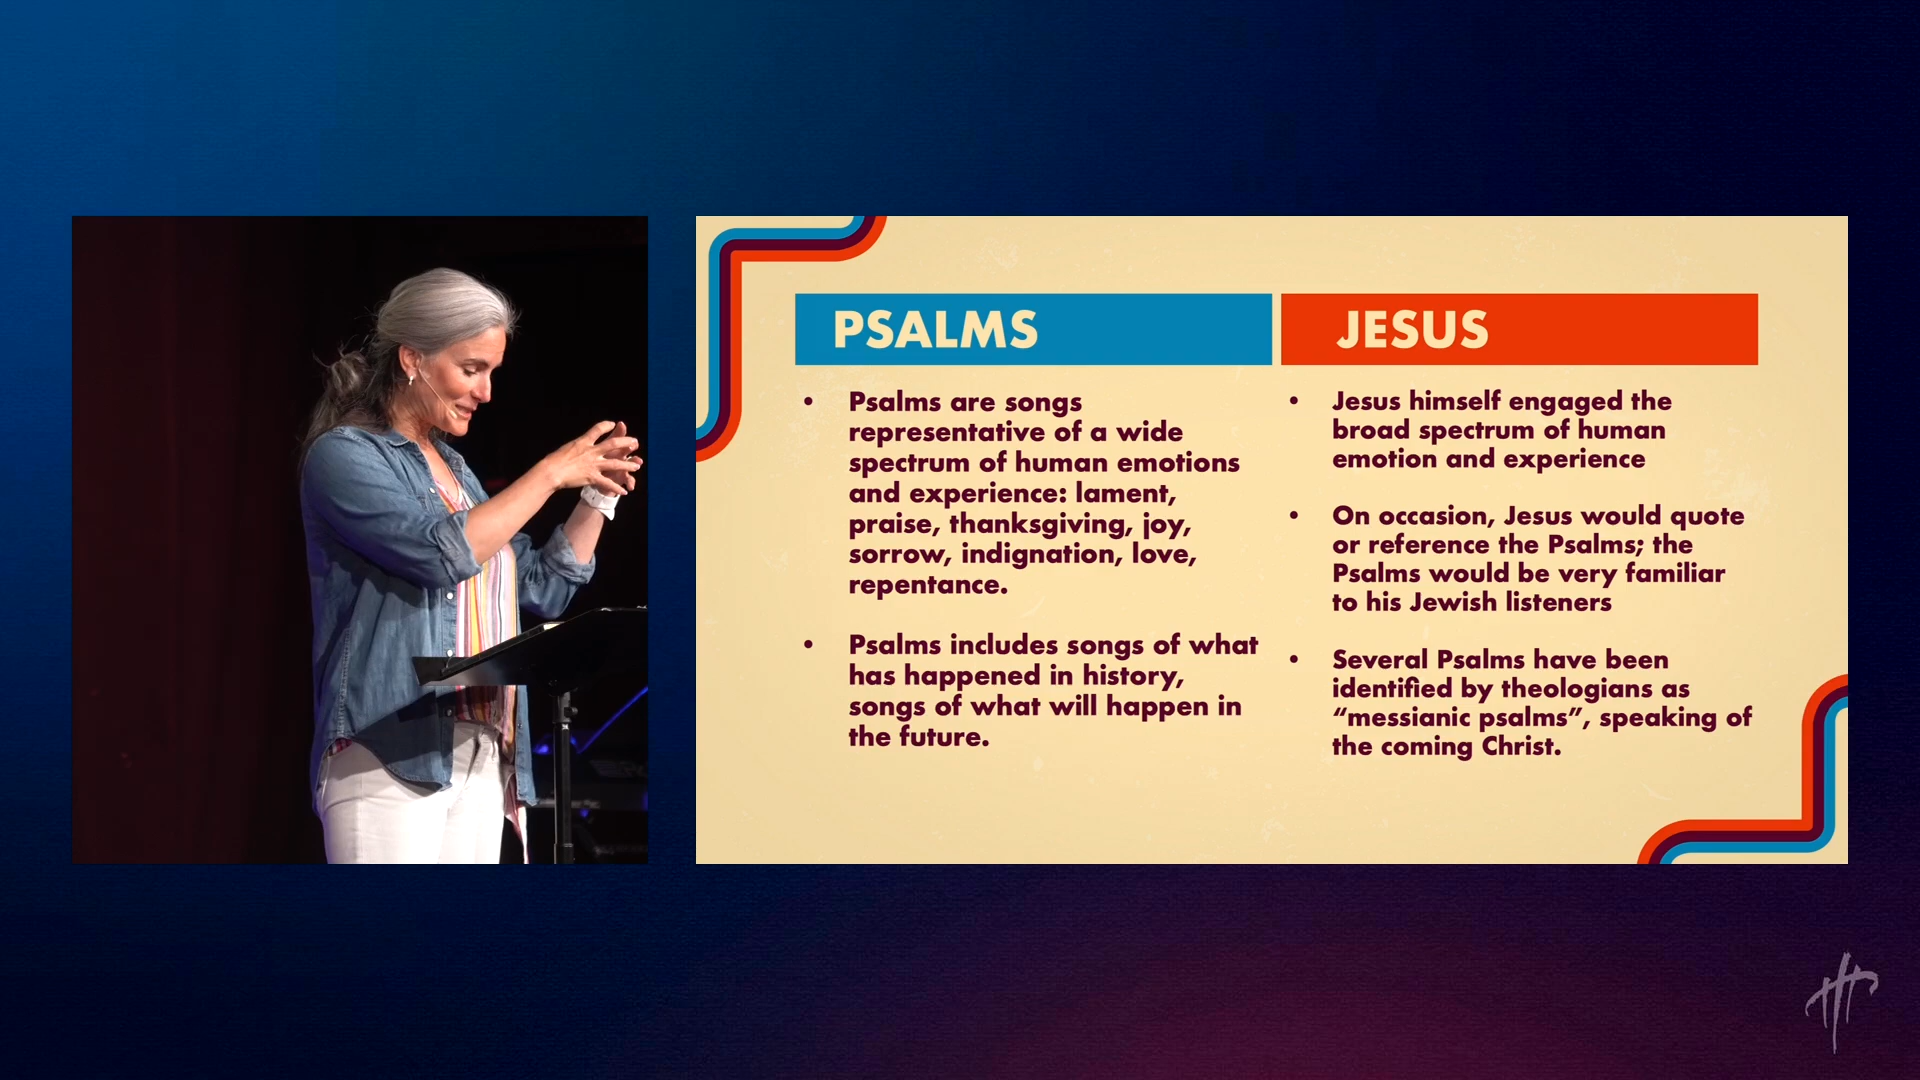 PSALMS
• Psalms are songs
representative of a wide
spectrum of human emotions
and experience: lament,
praise, thanksgiving, joy,
sorrow, indignation, love,
repentance.
• Psalms includes songs of what
has happened in history,
songs of what will happen in
the future.
JESUS
• Jesus himself engaged the
broad spectrum of human
emotion and experience
• On occasion, Jesus would quote
or reference the Psalms; the
Psalms would be very familiar
to his Jewish listeners
• Several Psalms have been
identified by theologians as
“messianic psalms”, speaking of
the coming Christ.